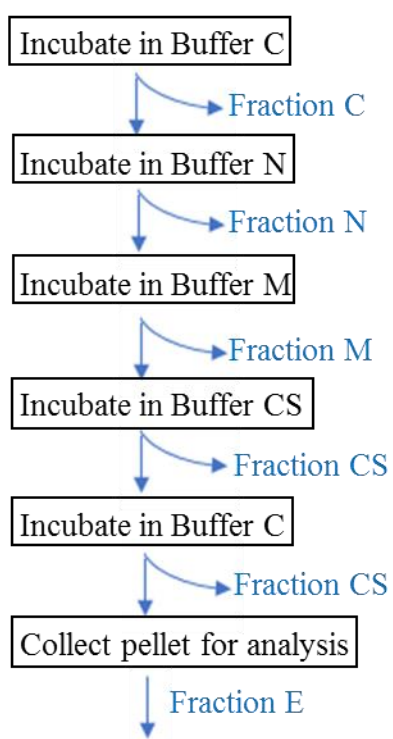 Incubate in Buffer C
Fraction C
Incubate in Buffer N
Fraction N
Incubate in Buffer M
Fraction M
Incubate in Buffer CS
Fraction CS
Incubate in Buffer C
Fraction CS
Collect pellet for analysis
Fraction E